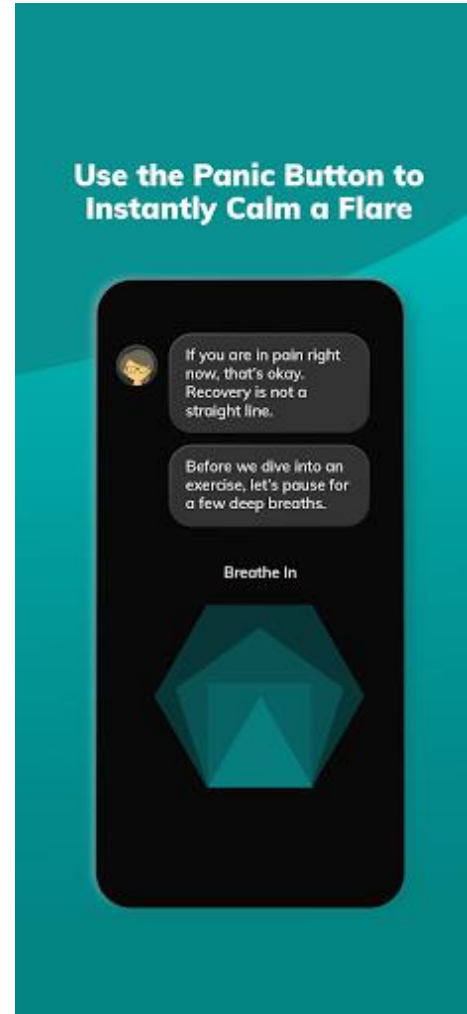 Use the Panic Button to
Instantly Calm a Flare
If you are in pain right
now, that's okay.
Recovery is not a
straight line.
Before we dive into an
exercise, let's pause for
a few deep breaths.
Breathe In